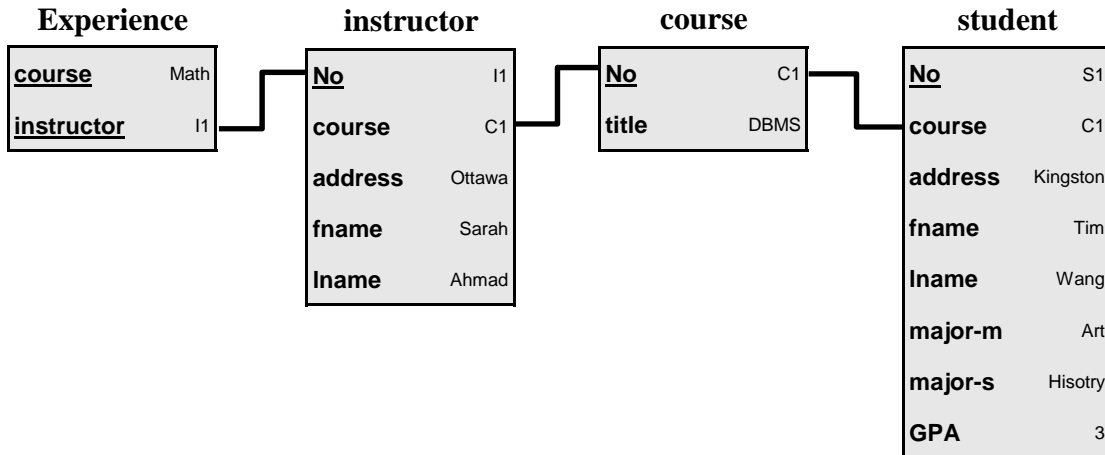 Experience
course Math
instructor I1
instructor
No I1
course C1
address Ottawa
fname Sarah
lname Ahmad
course
No C1
title DBMS
student
No S1
course C1
address Kingston
fname Tim
lname Wang
major-m Art
major-s Hisotry
GPA 3